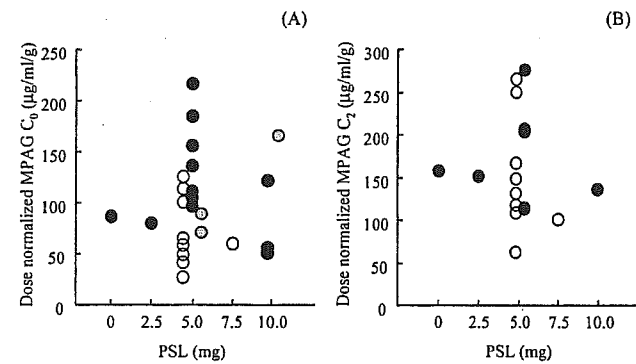 (A)
Dose normalized MPAG C0 (μg/ml/g)
250
200
150
100
50
0
0 2.5 5.0 7.5 10.0
PSL (mg)
(B)
Dose normalized MPAG C2 (μg/ml/g)
300
250
200
150
100
50
0
0 2.5 5.0 7.5 10.0
PSL (mg)